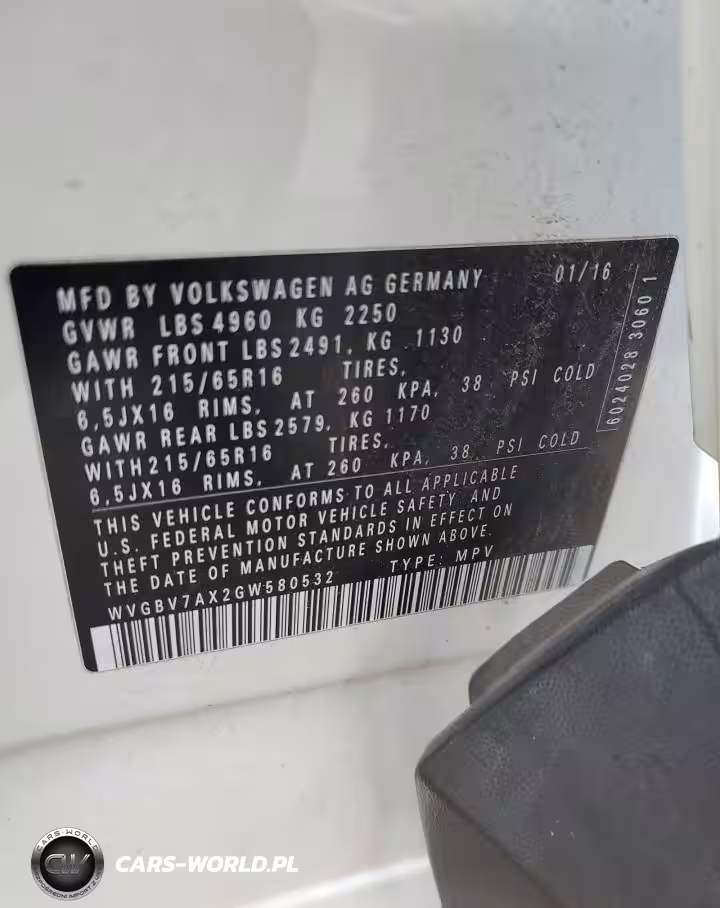 MFD BY VOLKSWAGEN AG GERMANY 01/16
GVWR LBS 4960 KG 2250
GAWR FRONT LBS 2491, KG 1130
WITH 215/65R16 TIRES,
6,5JX16 RIMS, AT 260 KPA, 38 PSI COLD
GAWR REAR LBS 2579, KG 1170
WITH 215/65R16 TIRES,
6,5JX16 RIMS, AT 260 KPA, 38 PSI COLD
THIS VEHICLE CONFORMS TO ALL APPLICABLE
U.S. FEDERAL MOTOR VEHICLE SAFETY AND
THEFT PREVENTION STANDARDS IN EFFECT ON
THE DATE OF MANUFACTURE SHOWN ABOVE.
WVGBV7AX2GW580532 TYPE: MPV
6024028 3060 1
CARS-WORLD
CW
CARS-WORLD.PL